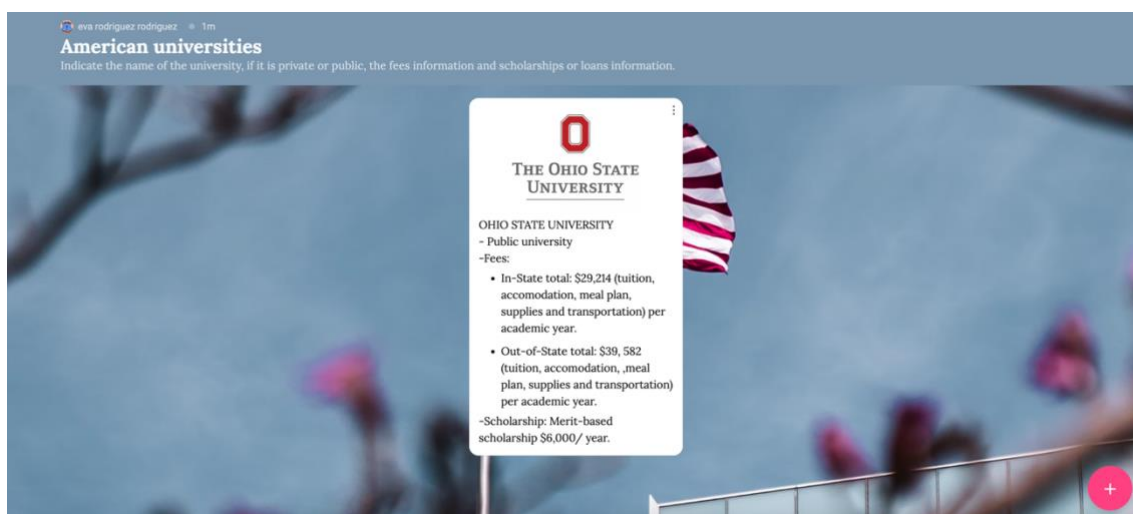 eva rodriguez rodriguez 1m
American universities
Indicate the name of the university, if it is private or public, the fees information and scholarships or loans information.
O
THE OHIO STATE
UNIVERSITY
OHIO STATE UNIVERSITY
- Public university
-Fees:
• In-State total: $29,214 (tuition,
accomodation, meal plan,
supplies and transportation) per
academic year.
• Out-of-State total: $39, 582
(tuition, accomodation, ,meal
plan, supplies and transportation)
per academic year.
-Scholarship: Merit-based
scholarship $6,000/ year.